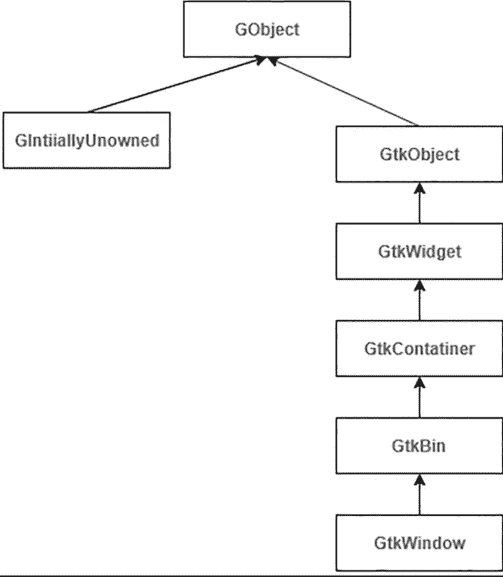 GObject
GIntiiallyUnowned
GtkObject
GtkWidget
GtkContatiner
GtkBin
GtkWindow